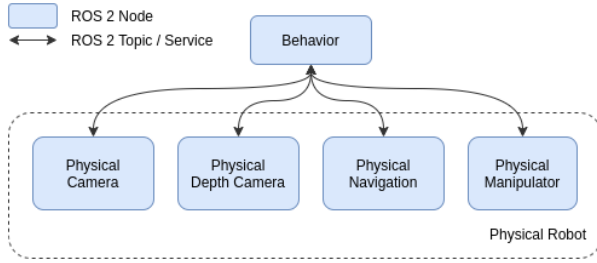 ROS 2 Node
ROS 2 Topic / Service
Behavior
Physical
Camera
Physical
Depth Camera
Physical
Navigation
Physical
Manipulator
Physical Robot